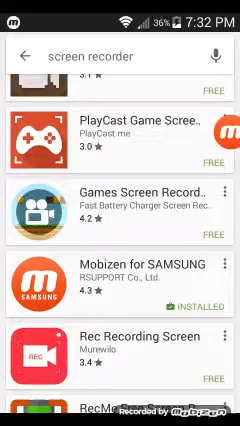 36% 7:32 PM
screen recorder
3.1 ★
FREE
PlayCast Game Scree..
PlayCast.me
3.0 ★
FREE
Games Screen Record..
Fast Battery Charger Screen Rec..
4.2 ★
FREE
SAMSUNG
Mobizen for SAMSUNG
RSUPPORT Co., Ltd.
4.3 ★
INSTALLED
REC
Rec Recording Screen
Murewilo
3.4 ★
FREE
Recorded by Mobizen